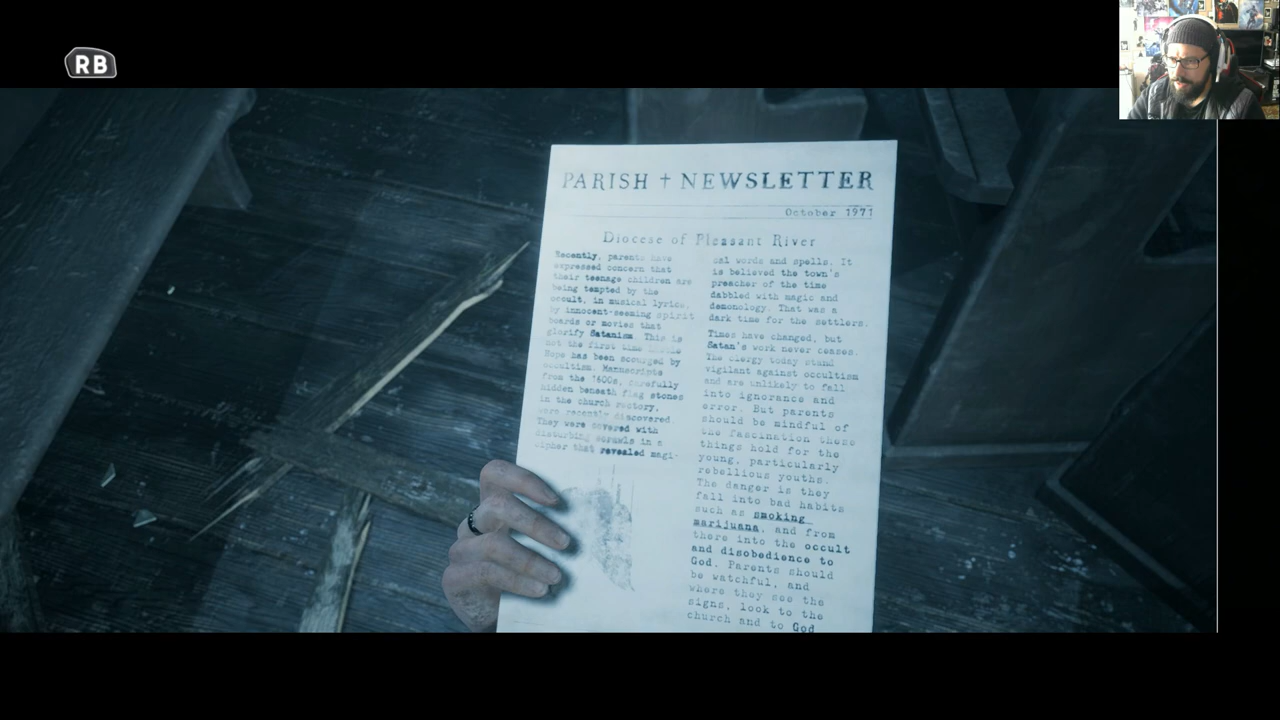 RB
PARISH † NEWSLETTER
October 1971
Diocese of Pleasant River
Recently, parents have
expressed concern that
their teenage children are
being tempted by the
occult, in musical lyrics,
by innocent-seeming spirit
boards or movies that
glorify Satanism. This is
not the first time
Hope has been scourged by
occultism. Manuscripts
from the 1600s, carefully
hidden beneath flag stones
in the church rectory,
were recently discovered.
They were covered with
disturbing scrawls in a
cipher that revealed magi-
cal words and spells. It
is believed the town's
preacher of the time
dabbled with magic and
demonology. That was a
dark time for the settlers.
Times have changed, but
Satan's work never ceases.
The clergy today stand
vigilant against occultism
and are unlikely to fall
into ignorance and
error. But parents
should be mindful of
the fascination these
things hold for the
young, particularly
rebellious youths.
The danger is they
fall into bad habits
such as smoking
marijuana, and from
there into the occult
and disobedience to
God. Parents should
be watchful, and
where they see the
signs, look to the
church and to God